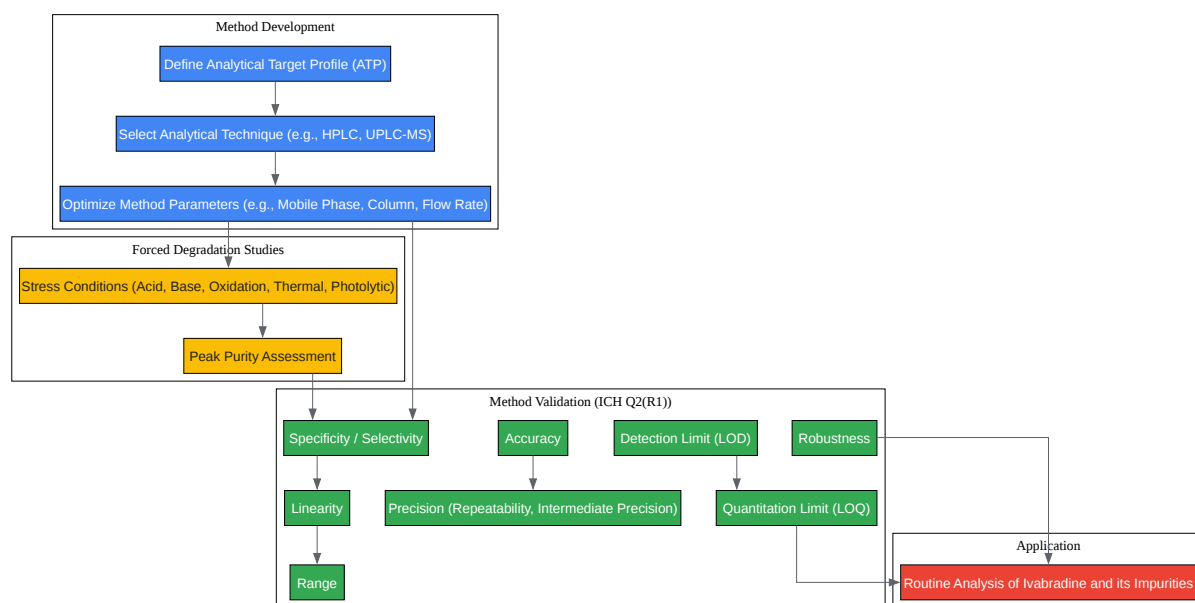 Method Development
Define Analytical Target Profile (ATP)
Select Analytical Technique (e.g., HPLC, UPLC-MS)
Optimize Method Parameters (e.g., Mobile Phase, Column, Flow Rate)
Forced Degradation Studies
Stress Conditions (Acid, Base, Oxidation, Thermal, Photolytic)
Peak Purity Assessment
Method Validation (ICH Q2(R1))
Specificity / Selectivity
Accuracy
Detection Limit (LOD)
Robustness
Linearity
Precision (Repeatability, Intermediate Precision)
Quantitation Limit (LOQ)
Range
Application
Routine Analysis of Ivabradine and its Impurities